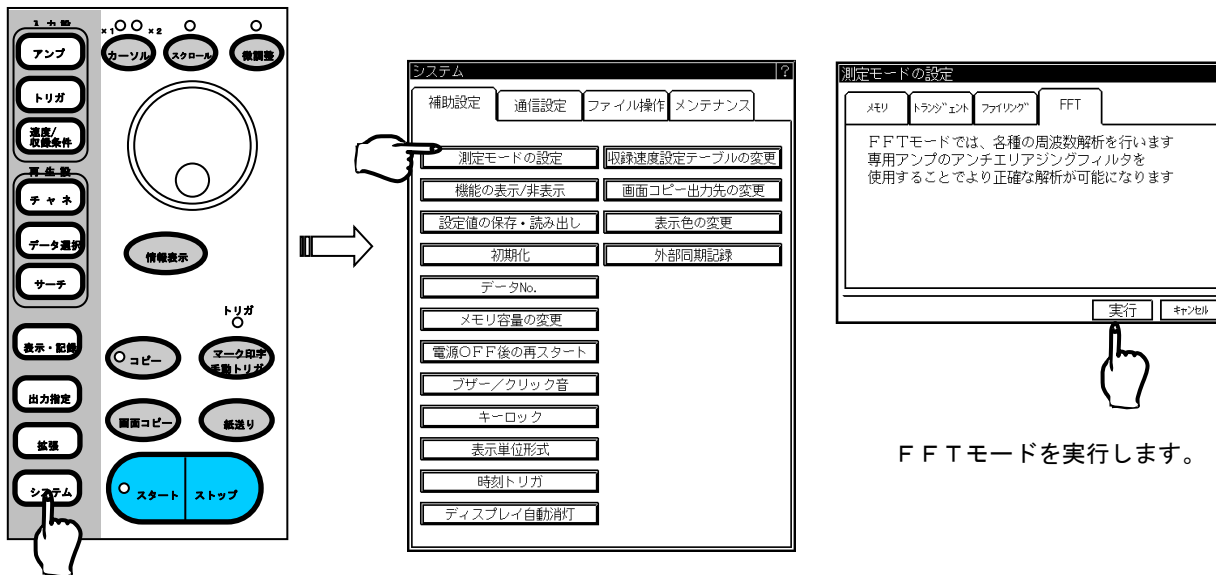 入力設
アンプ
トリガ
速度/
収録条件
再生設
チャネ
データ選択
サーチ
表示・記録
出力指定
拡張
システム
×1
×2
カーソル
スクロール
微調整
情報表示
トリガ
コピー
マーク印字
手動トリガ
画面コピー
紙送り
スタート
ストップ
システム ?
補助設定 通信設定 ファイル操作 メンテナンス
測定モードの設定 収録速度設定テーブルの変更
機能の表示/非表示 画面コピー出力先の変更
設定値の保存・読み出し 表示色の変更
初期化 外部同期記録
データNo.
メモリ容量の変更
電源OFF後の再スタート
ブザー／クリック音
キーロック
表示単位形式
時刻トリガ
ディスプレイ自動消灯
測定モードの設定
メモリ トランジェント ファイリング FFT
FFTモードでは、各種の周波数解析を行います
専用アンプのアンチエリアジングフィルタを
使用することでより正確な解析が可能になります
実行 キャンセル
ＦＦＴモードを実行します。